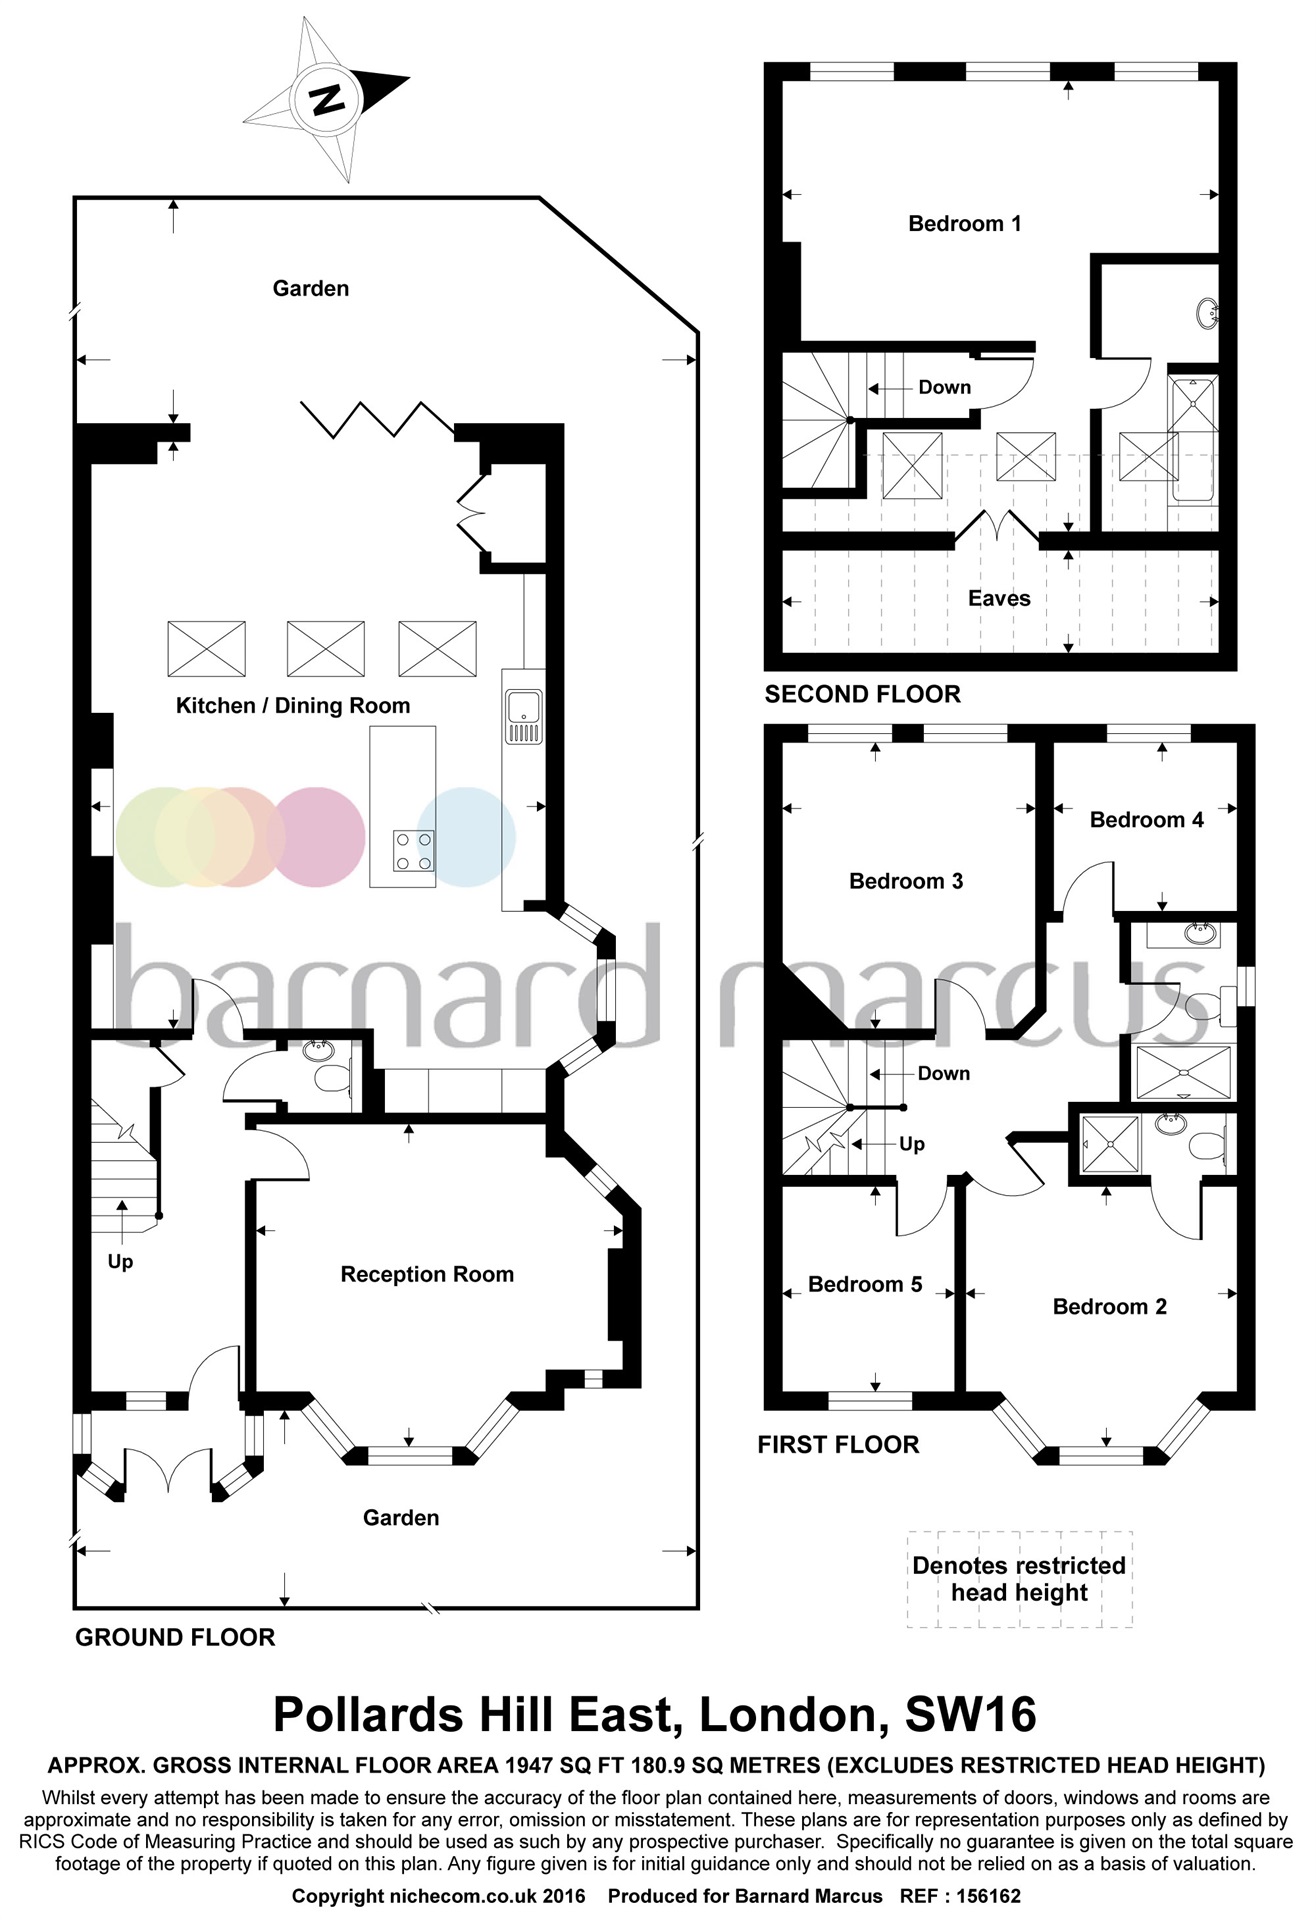 N
Garden
Kitchen / Dining Room
barnard marcus
Up
Reception Room
Garden
GROUND FLOOR
Bedroom 1
Down
Eaves
SECOND FLOOR
Bedroom 3
Bedroom 4
Down
Up
Bedroom 5
Bedroom 2
FIRST FLOOR
Denotes restricted
head height
Pollards Hill East, London, SW16
APPROX. GROSS INTERNAL FLOOR AREA 1947 SQ FT 180.9 SQ METRES (EXCLUDES RESTRICTED HEAD HEIGHT)
Whilst every attempt has been made to ensure the accuracy of the floor plan contained here, measurements of doors, windows and rooms are
approximate and no responsibility is taken for any error, omission or misstatement. These plans are for representation purposes only as defined by
RICS Code of Measuring Practice and should be used as such by any prospective purchaser. Specifically no guarantee is given on the total square
footage of the property if quoted on this plan. Any figure given is for initial guidance only and should not be relied on as a basis of valuation.
Copyright nichecom.co.uk 2016 Produced for Barnard Marcus REF : 156162